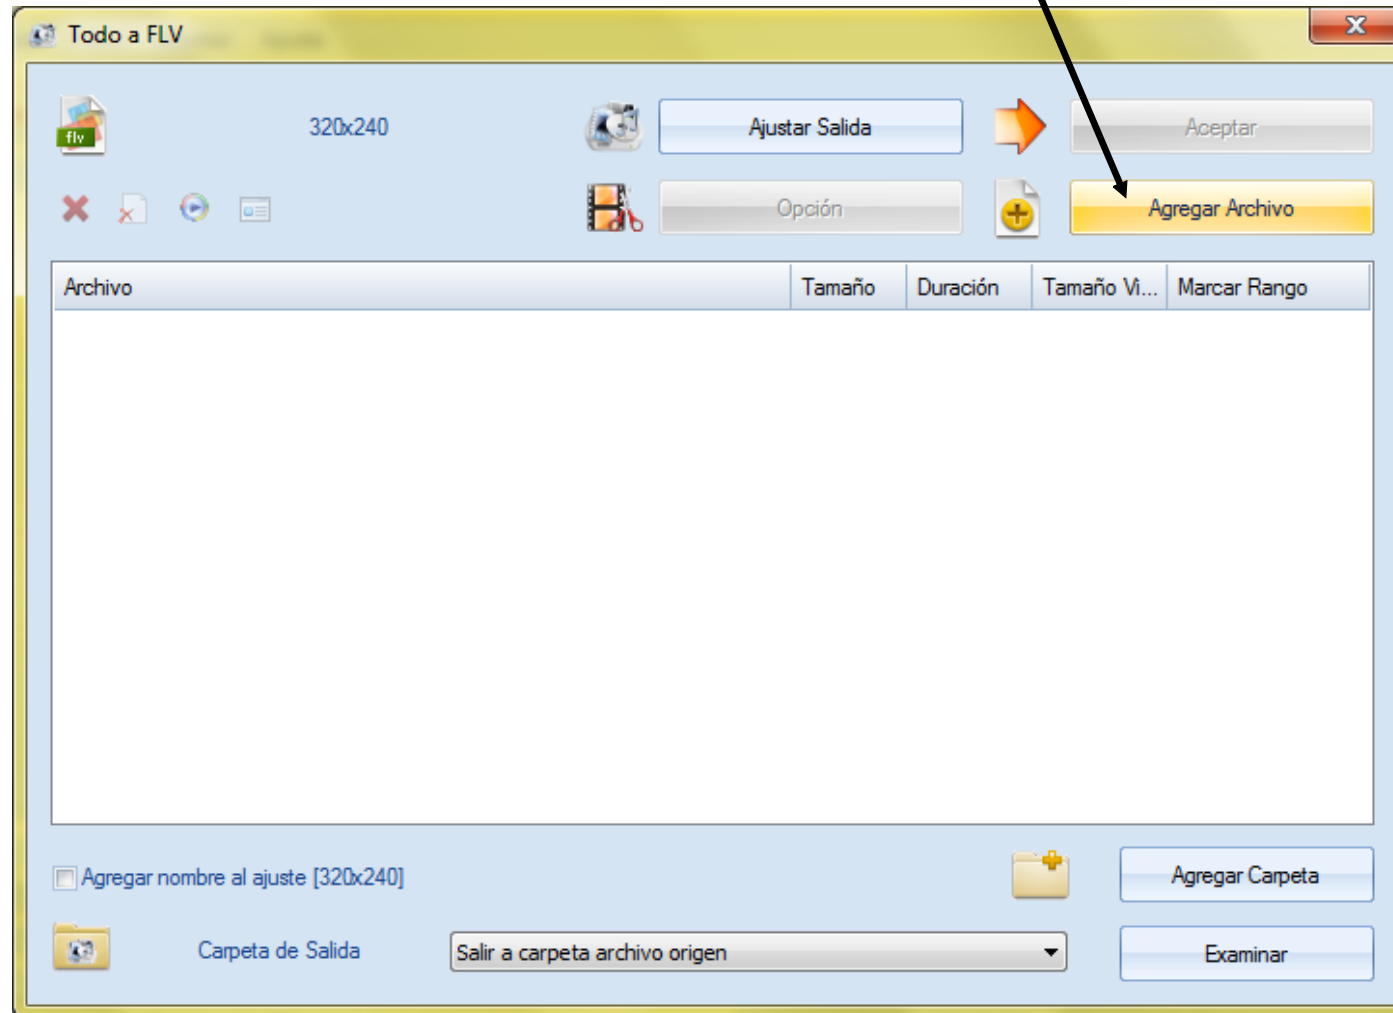 Todo a FLV
flv
320x240
Ajustar Salida
Aceptar
Opción
Agregar Archivo
Archivo
Tamaño
Duración
Tamaño Vi...
Marcar Rango
Agregar nombre al ajuste [320x240]
Agregar Carpeta
Carpeta de Salida
Salir a carpeta archivo origen
Examinar